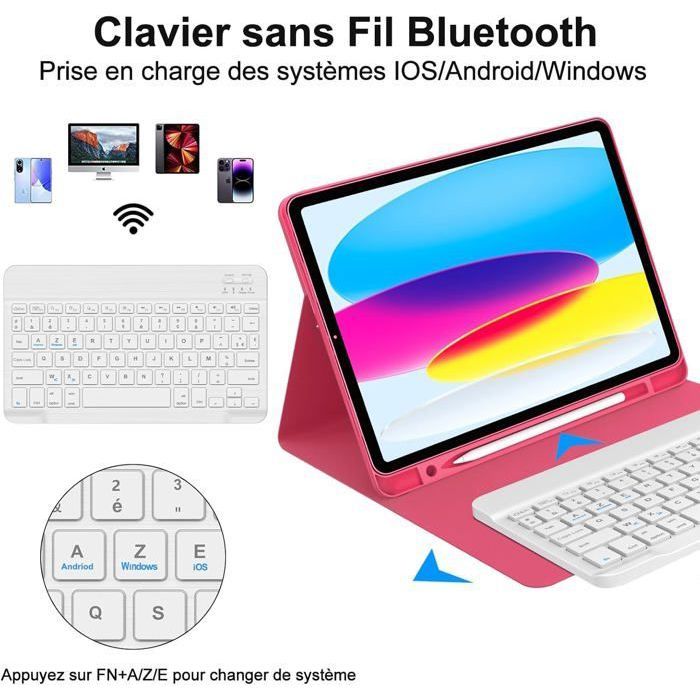 Clavier sans Fil Bluetooth
Prise en charge des systèmes IOS/Android/Windows
A Z E R T Y U I O P
Q S D F G H J K L M
W X C V B N
2 3
é "
A Z E
Andriod Windows iOS
Q S
Appuyez sur FN+A/Z/E pour changer de système